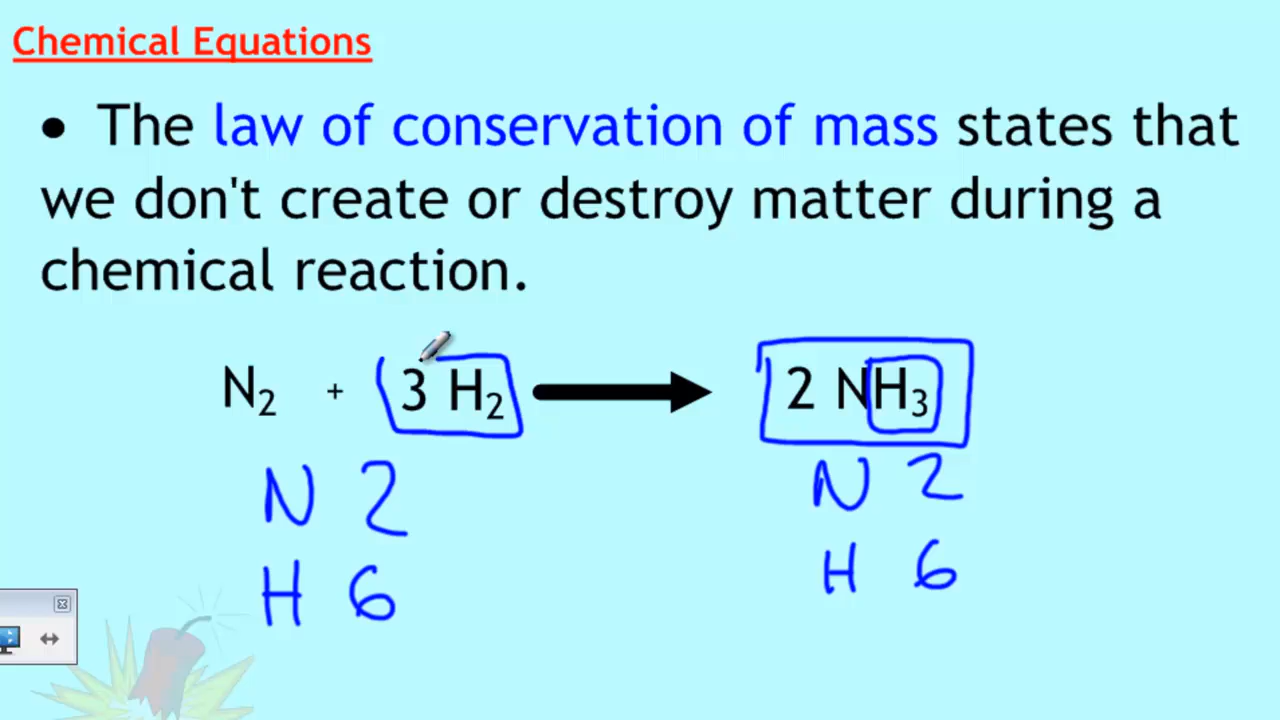 Chemical Equations
• The law of conservation of mass states that
we don't create or destroy matter during a
chemical reaction.
N₂ + 3 H₂ → 2 NH₃
N 2 N 2
H 6 H 6